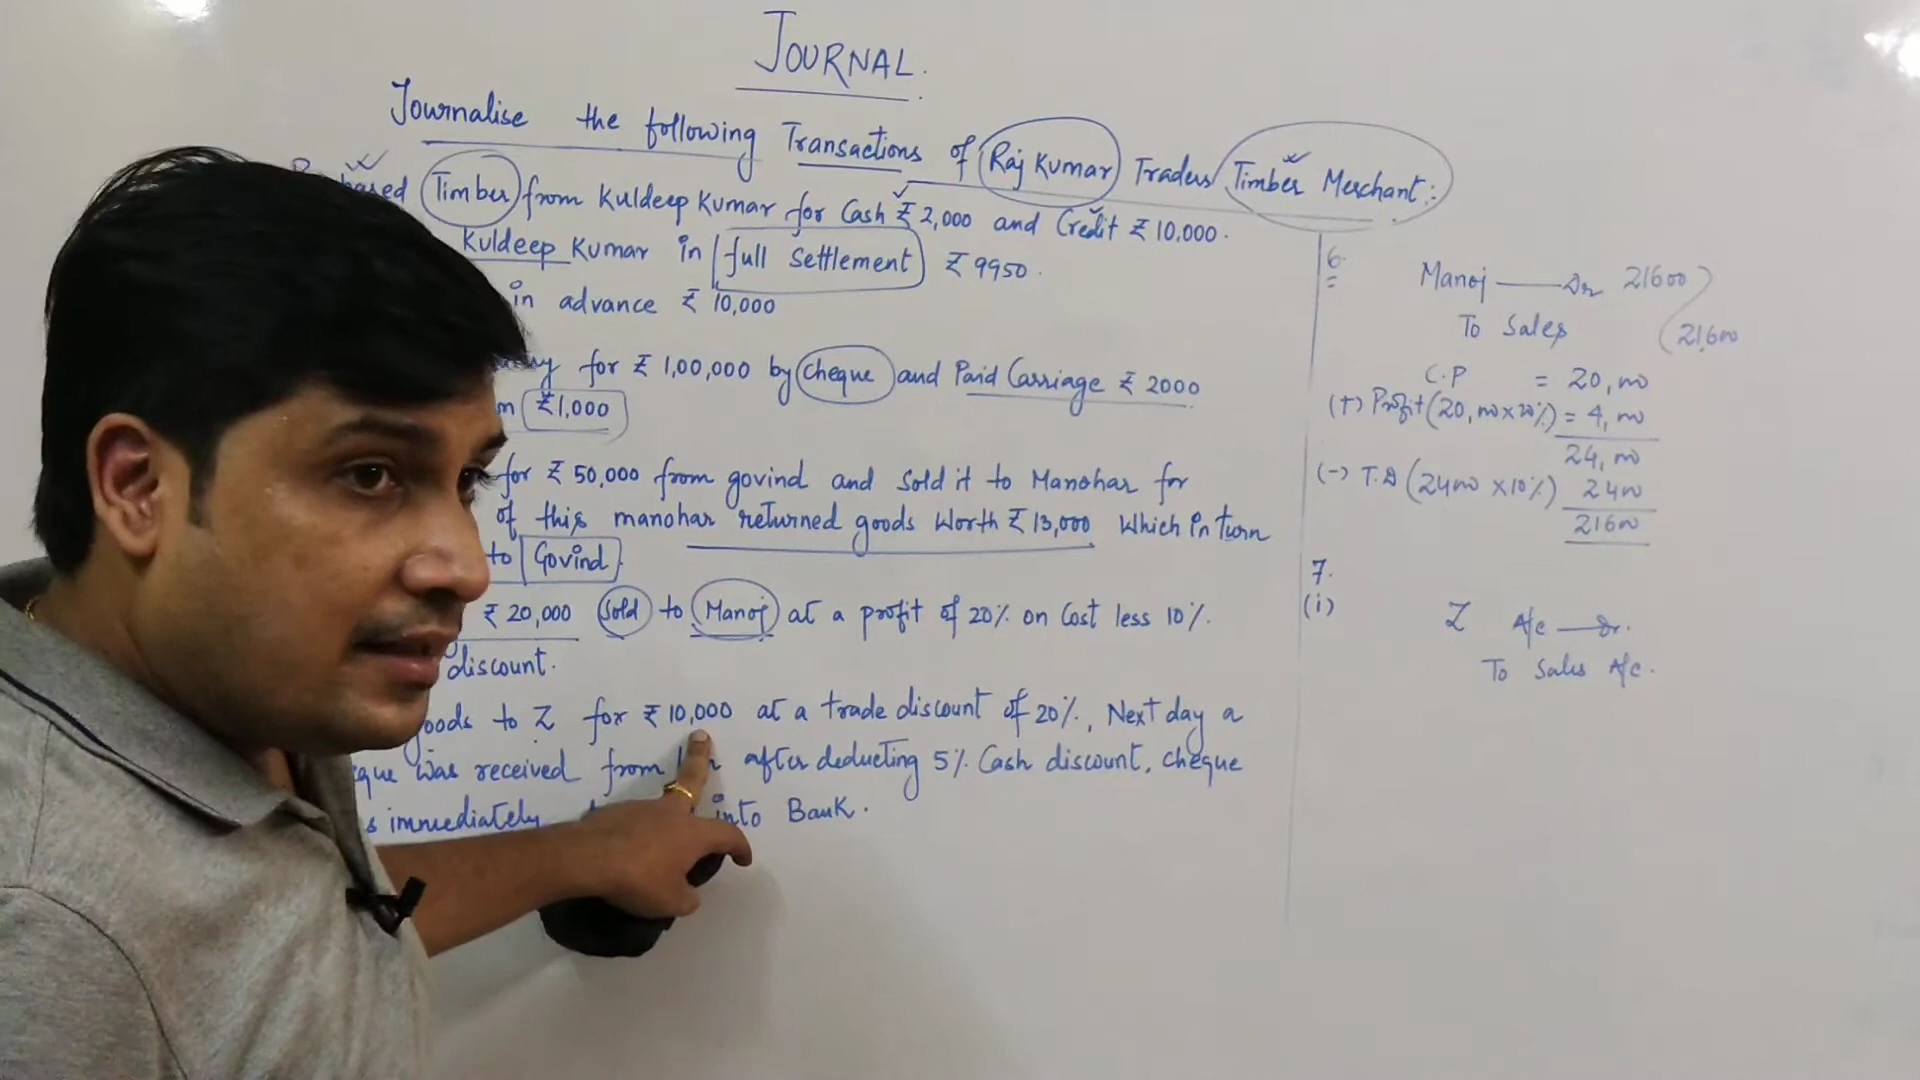 JOURNAL.
Journalise the following Transactions of Raj Kumar Traders Timber Merchant:
Timber from Kuldeep Kumar for Cash ₹ 2,000 and Credit ₹ 10,000.
Kuldeep Kumar in full Settlement ₹ 9950.
in advance ₹ 10,000
for ₹ 1,00,000 by cheque and Paid Carriage ₹ 2000
₹1,000
for ₹ 50,000 from govind and Sold it to Manohar for
of this manohar returned goods Worth ₹ 13,000 Which in turn
to Govind.
₹ 20,000 Sold to Manoj at a profit of 20% on Cost less 10%.
discount.
to Z for ₹ 10,000 at a trade discount of 20%, Next day a
was received from after deducting 5% Cash discount, cheque
immediately into Bank.
6.
Manoj — Dr 21600
To Sales 21,600
C.P = 20,000
(+) Profit (20,000 x 20%) = 4,000
24,000
(-) T.D (24000 x10%) 2400
21600
7.
(i)
Z A/c — Dr.
To Sales A/c.